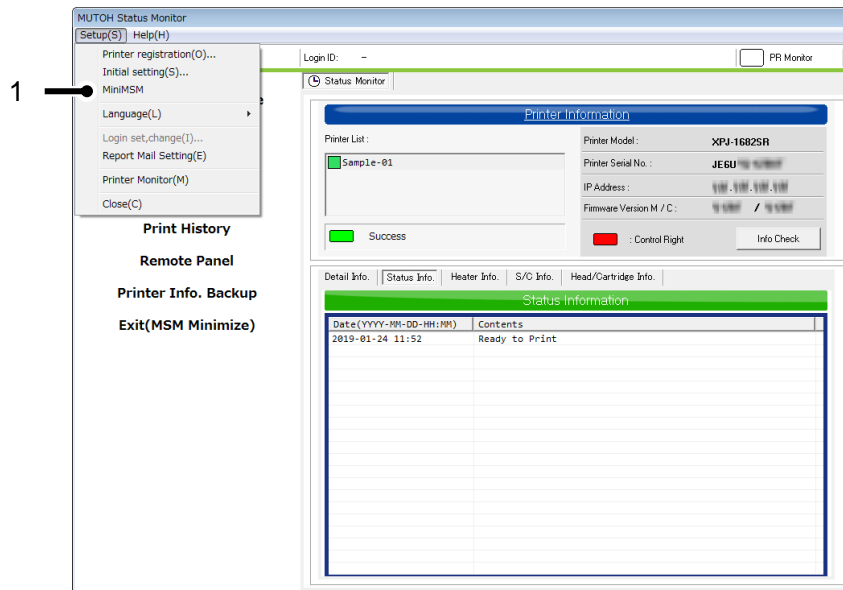 MUTOH Status Monitor
Setup(S) Help(H)
1
Printer registration(O)...
Initial setting(S)...
MiniMSM
Language(L)
Login set,change(I)...
Report Mail Setting(E)
Printer Monitor(M)
Close(C)
Print History
Remote Panel
Printer Info. Backup
Exit(MSM Minimize)
Login ID: –
PR Monitor
Status Monitor
Printer Information
Printer List :
Sample-01
Success
Printer Model : XPJ-1682SR
Printer Serial No. : JE6U
IP Address :
Firmware Version M / C : /
: Control Right
Info Check
Detail Info. Status Info. Heater Info. S/C Info. Head/Cartridge Info.
Status Information
Date(YYYY-MM-DD-HH:MM) Contents
2019-01-24 11:52 Ready to Print